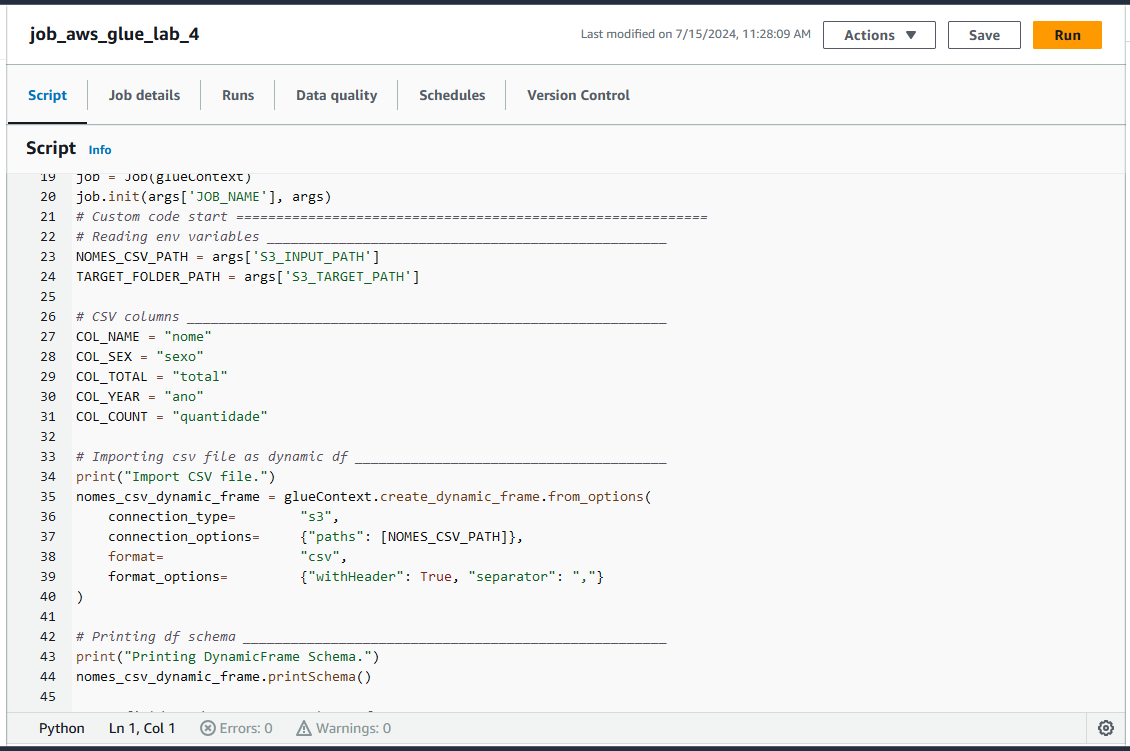 job_aws_glue_lab_4
Last modified on 7/15/2024, 11:28:09 AM
Actions ▼
Save
Run
Script
Job details
Runs
Data quality
Schedules
Version Control
Script Info
19 job = Job(glueContext)
20 job.init(args['JOB_NAME'], args)
21 # Custom code start ===========================================================
22 # Reading env variables __________________________________________________
23 NOMES_CSV_PATH = args['S3_INPUT_PATH']
24 TARGET_FOLDER_PATH = args['S3_TARGET_PATH']
25
26 # CSV columns ____________________________________________________________
27 COL_NAME = "nome"
28 COL_SEX = "sexo"
29 COL_TOTAL = "total"
30 COL_YEAR = "ano"
31 COL_COUNT = "quantidade"
32
33 # Importing csv file as dynamic df _______________________________________
34 print("Import CSV file.")
35 nomes_csv_dynamic_frame = glueContext.create_dynamic_frame.from_options(
36     connection_type=        "s3",
37     connection_options=     {"paths": [NOMES_CSV_PATH]},
38     format=                 "csv",
39     format_options=         {"withHeader": True, "separator": ","}
40 )
41
42 # Printing df schema _____________________________________________________
43 print("Printing DynamicFrame Schema.")
44 nomes_csv_dynamic_frame.printSchema()
45
Python Ln 1, Col 1 Errors: 0 Warnings: 0